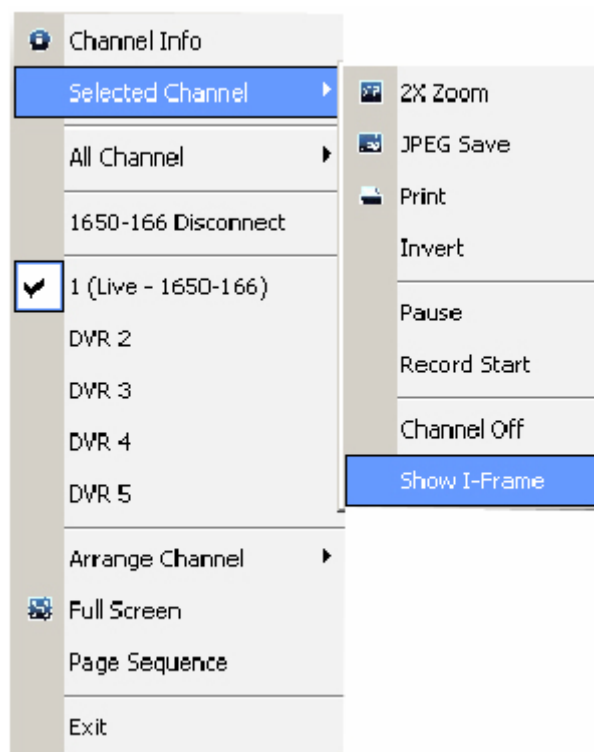 Channel Info
Selected Channel
All Channel
1650-166 Disconnect
1 (Live - 1650-166)
DVR 2
DVR 3
DVR 4
DVR 5
Arrange Channel
Full Screen
Page Sequence
Exit
2X Zoom
JPEG Save
Print
Invert
Pause
Record Start
Channel Off
Show I-Frame